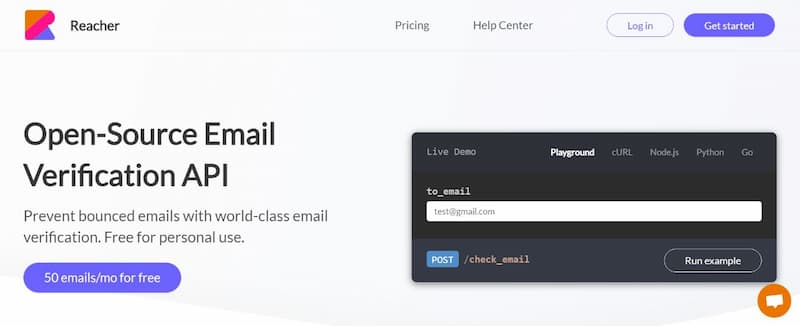 Reacher
Pricing
Help Center
Log in
Get started
Open-Source Email
Verification API
Prevent bounced emails with world-class email
verification. Free for personal use.
50 emails/mo for free
Live Demo
Playground
cURL
Node.js
Python
Go
to_email
test@gmail.com
POST /check_email
Run example